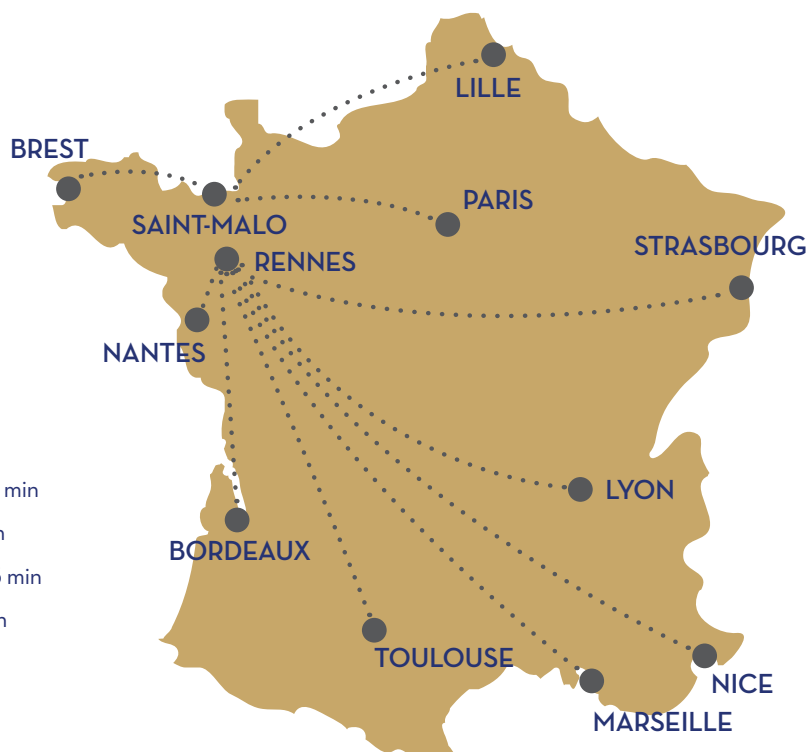 LILLE
BREST
PARIS
SAINT-MALO
STRASBOURG
RENNES
NANTES
min
LYON
BORDEAUX
min
TOULOUSE
NICE
MARSEILLE